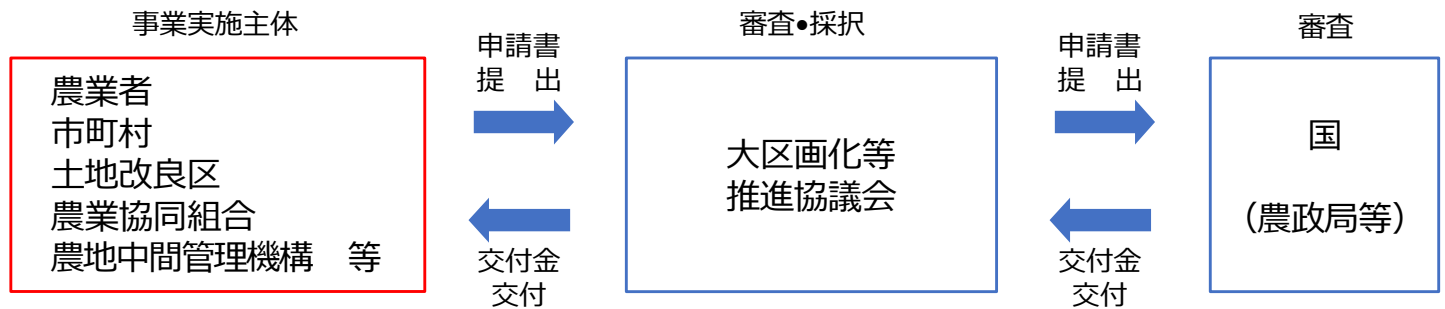 事業実施主体
農業者
市町村
土地改良区
農業協同組合
農地中間管理機構　等
申請書
提　出
交付金
交付
審査•採択
大区画化等
推進協議会
申請書
提　出
交付金
交付
審査
国
（農政局等）